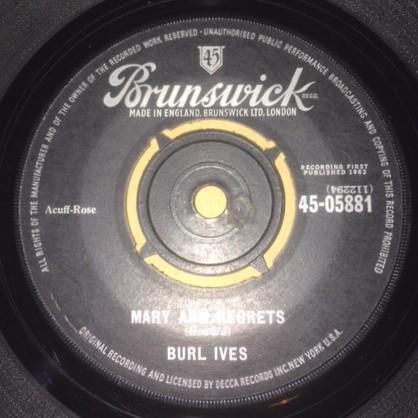 ALL RIGHTS OF THE MANUFACTURER AND OF THE OWNER OF THE RECORDED WORK RESERVED · UNAUTHORISED PUBLIC PERFORMANCE BROADCASTING AND COPYING OF THIS RECORD PROHIBITED
45
Brunswick REGD.
MADE IN ENGLAND. BRUNSWICK LTD. LONDON
RECORDING FIRST
PUBLISHED 1962
(112294)
45-05881
Acuff-Rose
MARY ANN REGRETS
(Howard)
BURL IVES
ORIGINAL RECORDING AND LICENSED BY DECCA RECORDS INC. NEW YORK U.S.A.